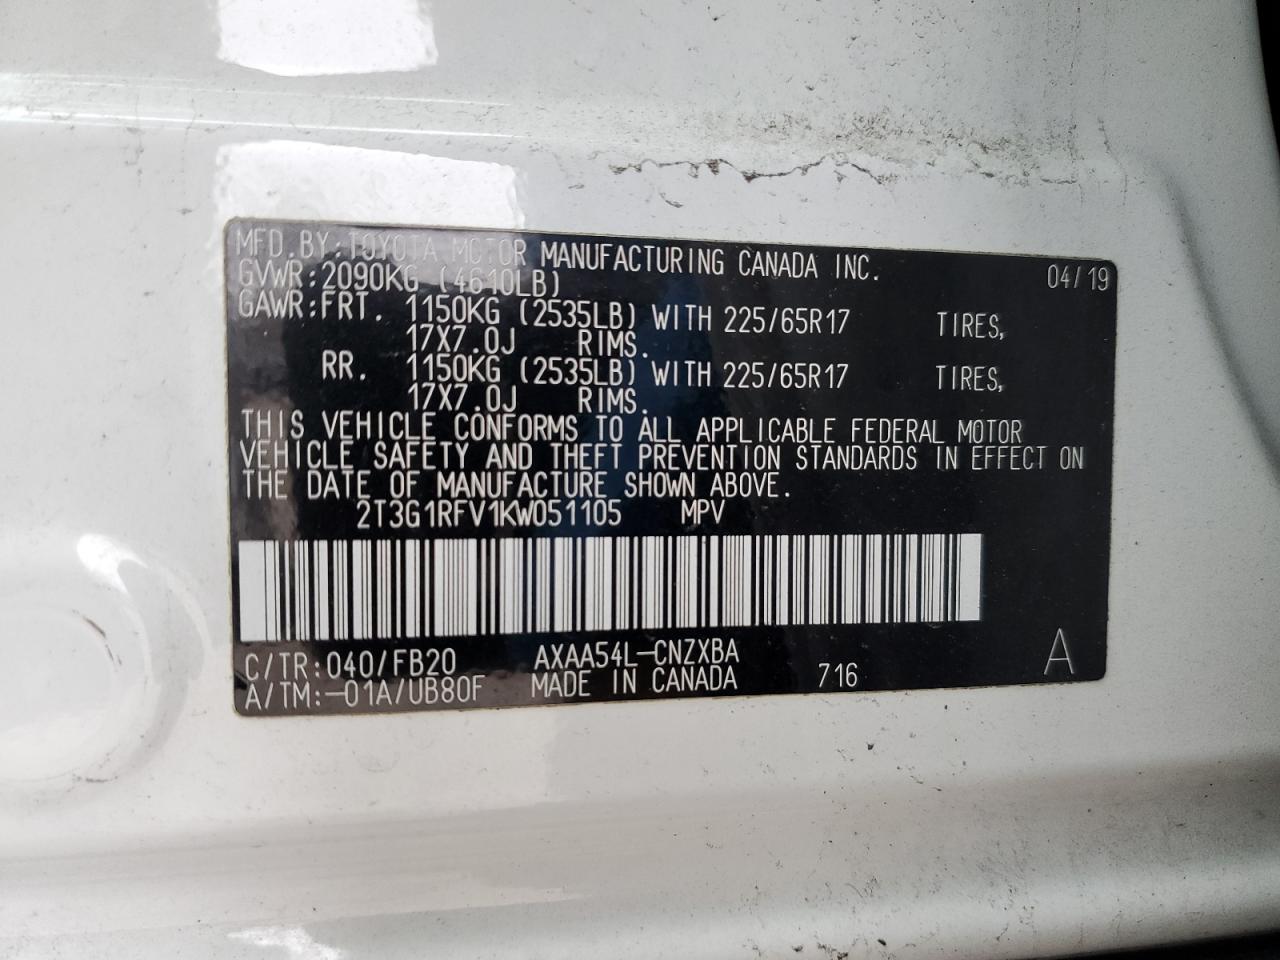 MFD.BY:TOYOTA MOTOR MANUFACTURING CANADA INC. 04/19
GVWR:2090KG (4610LB)
GAWR:FRT. 1150KG (2535LB) WITH 225/65R17 TIRES,
17X7.0J RIMS.
RR. 1150KG (2535LB) WITH 225/65R17 TIRES,
17X7.0J RIMS.
THIS VEHICLE CONFORMS TO ALL APPLICABLE FEDERAL MOTOR
VEHICLE SAFETY AND THEFT PREVENTION STANDARDS IN EFFECT ON
THE DATE OF MANUFACTURE SHOWN ABOVE.
2T3G1RFV1KW051105 MPV
C/TR:040/FB20 AXAA54L-CNZXBA A
A/TM:-01A/UB80F MADE IN CANADA 716